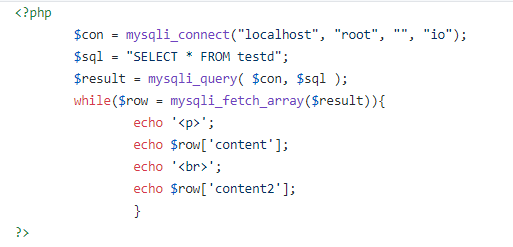 <?php
$con = mysqli_connect("localhost", "root", "", "io");
$sql = "SELECT * FROM testd";
$result = mysqli_query( $con, $sql );
while($row = mysqli_fetch_array($result)){
echo '<p>';
echo $row['content'];
echo '<br>';
echo $row['content2'];
}
?>